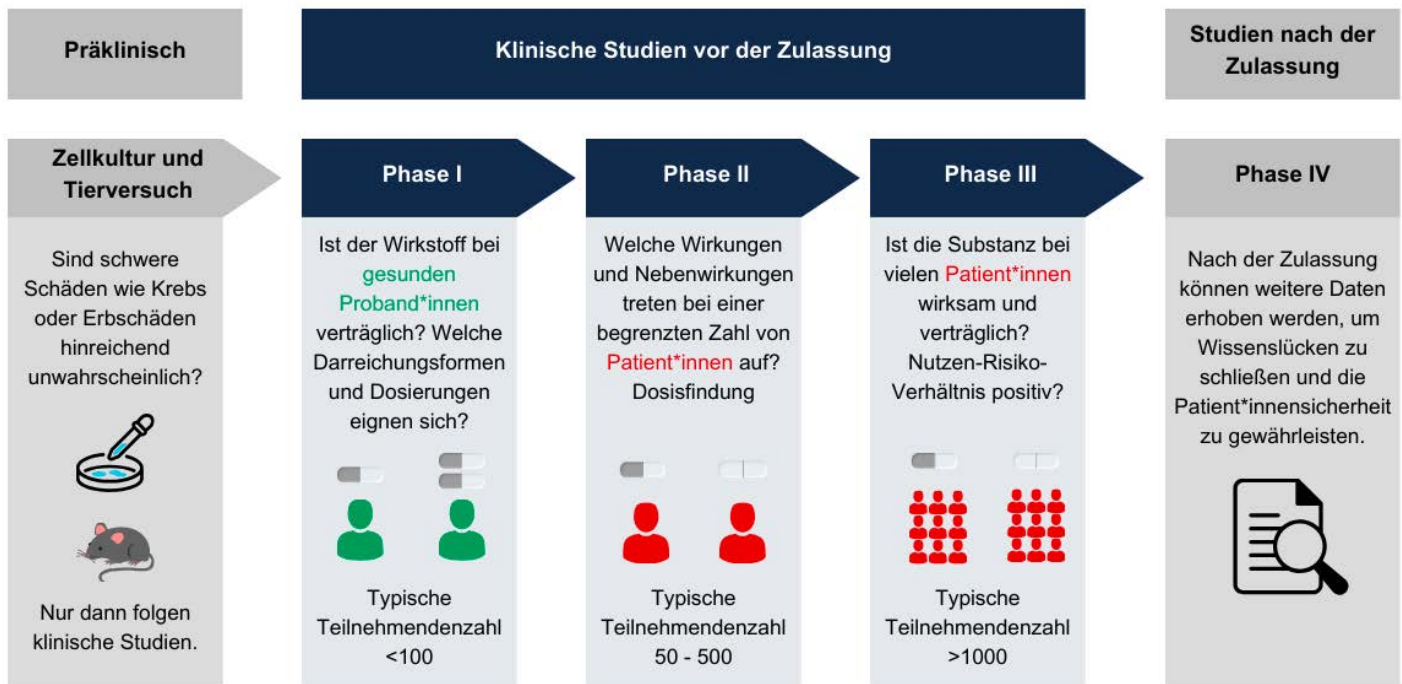 Präklinisch
Klinische Studien vor der Zulassung
Studien nach der
Zulassung
Zellkultur und
Tierversuch
Sind schwere
Schäden wie Krebs
oder Erbschäden
hinreichend
unwahrscheinlich?
Nur dann folgen
klinische Studien.
Phase I
Ist der Wirkstoff bei
gesunden
Proband*innen
verträglich? Welche
Darreichungsformen
und Dosierungen
eignen sich?
Typische
Teilnehmendenzahl
<100
Phase II
Welche Wirkungen
und Nebenwirkungen
treten bei einer
begrenzten Zahl von
Patient*innen auf?
Dosisfindung
Typische
Teilnehmendenzahl
50 - 500
Phase III
Ist die Substanz bei
vielen Patient*innen
wirksam und
verträglich?
Nutzen-Risiko-
Verhältnis positiv?
Typische
Teilnehmendenzahl
>1000
Phase IV
Nach der Zulassung
können weitere Daten
erhoben werden, um
Wissenslücken zu
schließen und die
Patient*innensicherheit
zu gewährleisten.